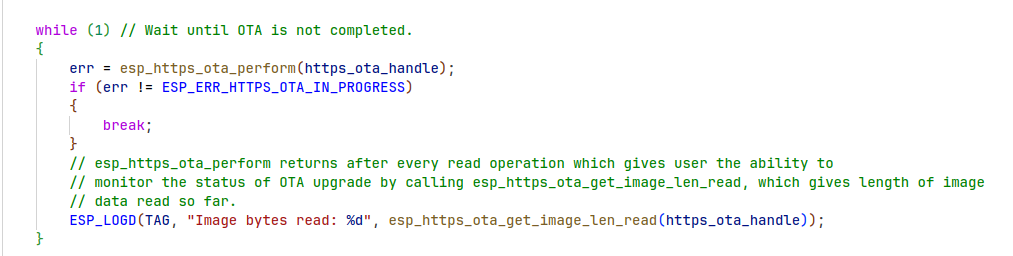 while (1) // Wait until OTA is not completed.
{
err = esp_https_ota_perform(https_ota_handle);
if (err != ESP_ERR_HTTPS_OTA_IN_PROGRESS)
{
break;
}
// esp_https_ota_perform returns after every read operation which gives user the ability to
// monitor the status of OTA upgrade by calling esp_https_ota_get_image_len_read, which gives length of image
// data read so far.
ESP_LOGD(TAG, "Image bytes read: %d", esp_https_ota_get_image_len_read(https_ota_handle));
}